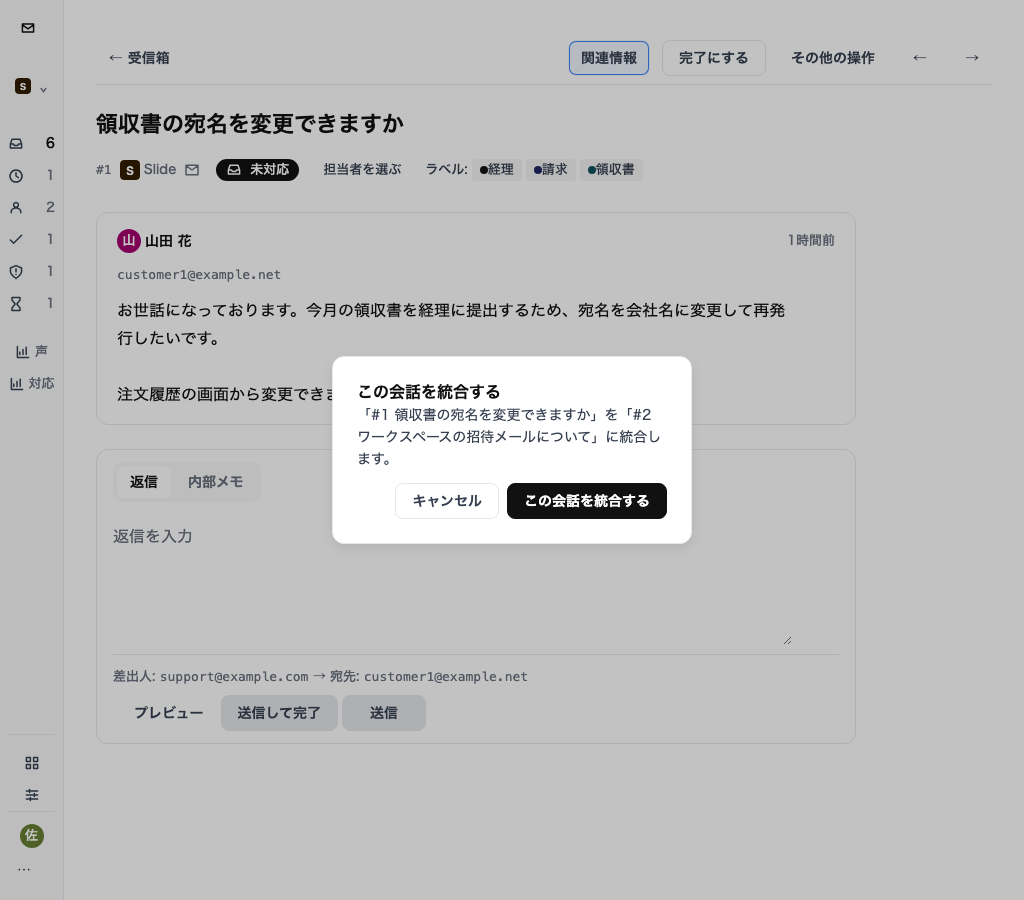 ← 受信箱
関連情報
完了にする
その他の操作
←
→
S
6
1
2
1
1
1
声
対応
佐
…
領収書の宛名を変更できますか
#1 S Slide 未対応 担当者を選ぶ ラベル: 経理 請求 領収書
山 山田 花
1時間前
customer1@example.net
お世話になっております。今月の領収書を経理に提出するため、宛名を会社名に変更して再発
行したいです。
注文履歴の画面から変更できま
この会話を統合する
「#1 領収書の宛名を変更できますか」を「#2
ワークスペースの招待メールについて」に統合し
ます。
キャンセル
この会話を統合する
返信
内部メモ
返信を入力
差出人: support@example.com → 宛先: customer1@example.net
プレビュー
送信して完了
送信